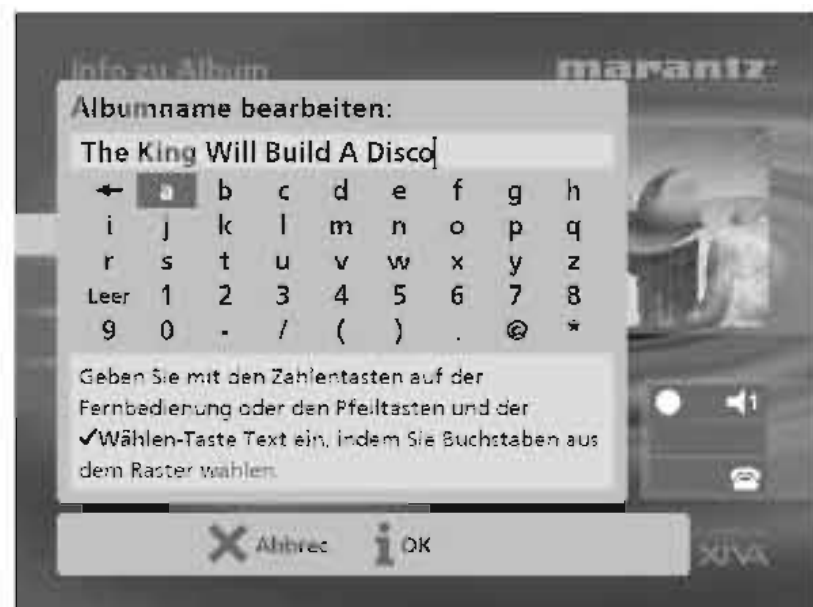 Info zu Album
marantz
Albumname bearbeiten:
The King Will Build A Disco
← a b c d e f g h
i j k l m n o p q
r s t u v w x y z
Leer 1 2 3 4 5 6 7 8
9 0 - / ( ) . @ *
Geben Sie mit den Zahlentasten auf der
Fernbedienung oder den Pfeiltasten und der
✓Wählen-Taste Text ein, indem Sie Buchstaben aus
dem Raster wählen
1
Abbrec
i OK
XIVA